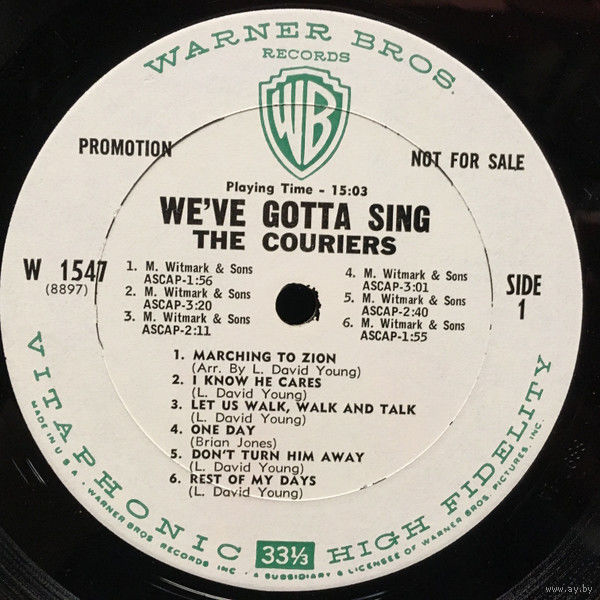 WARNER BROS.
RECORDS
WB
PROMOTION
NOT FOR SALE
Playing Time - 15:03
WE'VE GOTTA SING
THE COURIERS
W 1547
(8897)
SIDE
1
1. M. Witmark & Sons
ASCAP-1:56
2. M. Witmark & Sons
ASCAP-3:20
3. M. Witmark & Sons
ASCAP-2:11
4. M. Witmark & Sons
ASCAP-3:01
5. M. Witmark & Sons
ASCAP-2:40
6. M. Witmark & Sons
ASCAP-1:55
1. MARCHING TO ZION
(Arr. By L. David Young)
2. I KNOW HE CARES
(L. David Young)
3. LET US WALK, WALK AND TALK
(L. David Young)
4. ONE DAY
(Brian Jones)
5. DON'T TURN HIM AWAY
(L. David Young)
6. REST OF MY DAYS
(L. David Young)
VITAPHONIC 33⅓ HIGH FIDELITY
MADE IN U.S.A. • WARNER BROS. RECORDS INC. • A SUBSIDIARY & LICENSEE OF WARNER BROS. PICTURES, INC.
www.ay.by